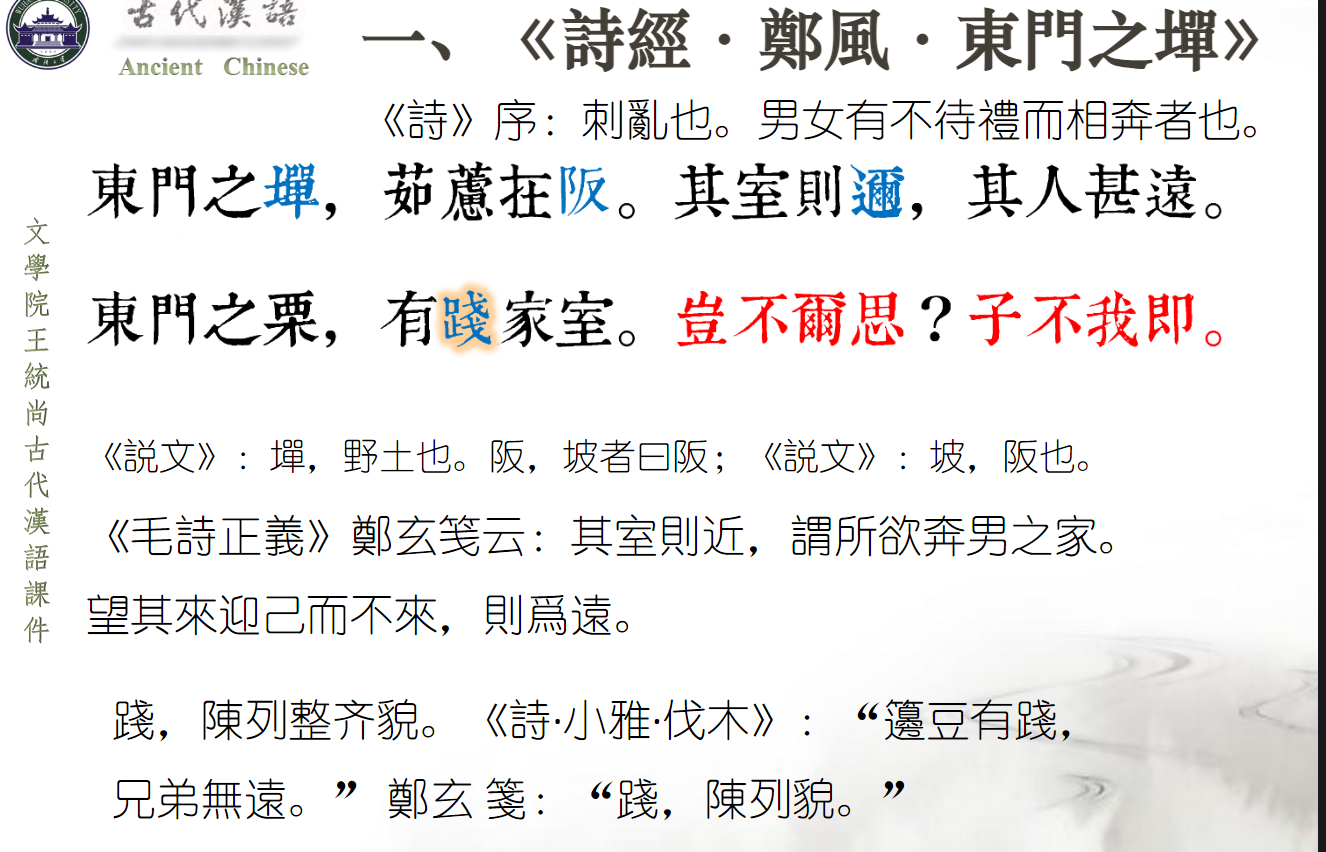 古代漢語
Ancient Chinese
一、《詩經·鄭風·東門之墠》
《詩》序：刺亂也。男女有不待禮而相奔者也。
東門之墠，茹藘在阪。其室則邇，其人甚遠。
東門之栗，有踐家室。豈不爾思？子不我即。
《説文》：墠，野土也。阪，坡者曰阪；《説文》：坡，阪也。
《毛詩正義》鄭玄笺云：其室則近，謂所欲奔男之家。
望其來迎己而不來，則爲遠。
踐，陳列整齐貌。《詩·小雅·伐木》：“籩豆有踐，
兄弟無遠。”鄭玄 箋：“踐，陳列貌。”
文學院王統尚古代漢語課件